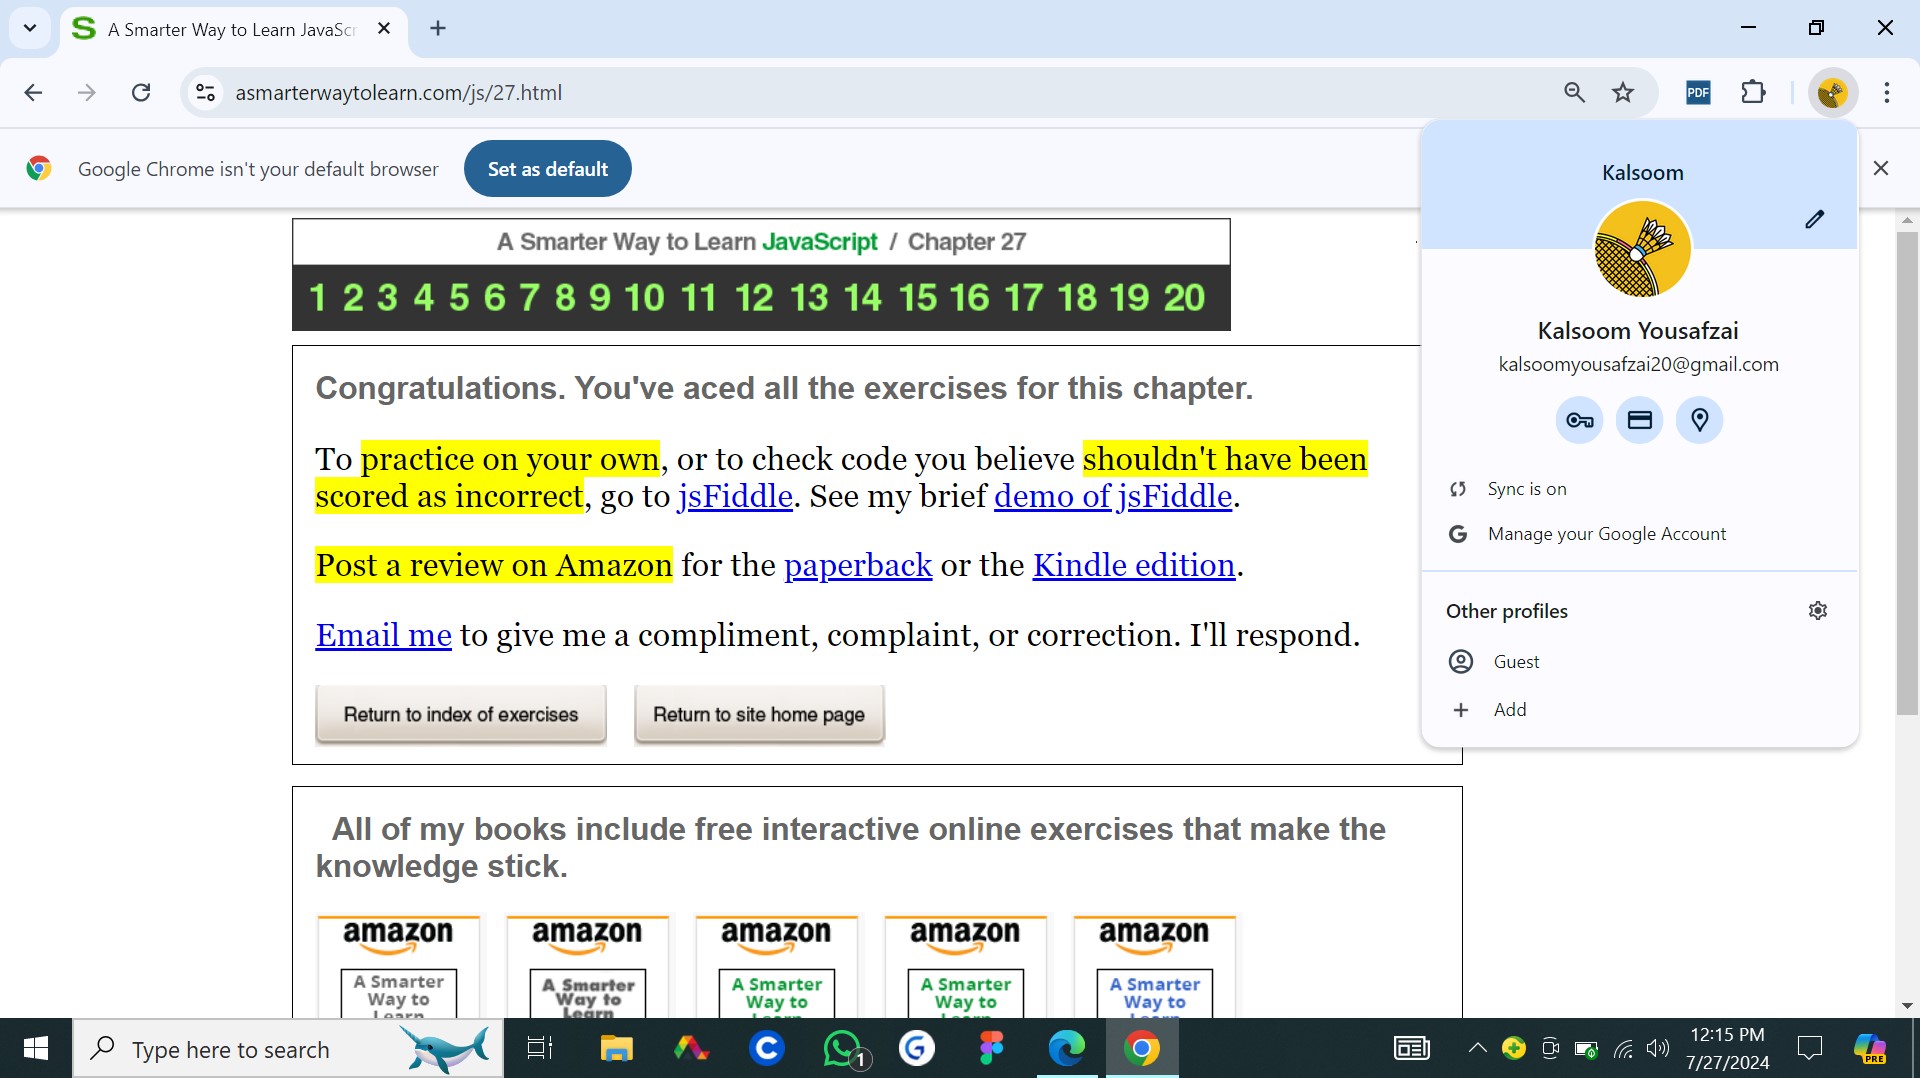 A Smarter Way to Learn JavaScr
asmarterwaytolearn.com/js/27.html
PDF
Google Chrome isn't your default browser
Set as default
A Smarter Way to Learn JavaScript / Chapter 27
1 2 3 4 5 6 7 8 9 10 11 12 13 14 15 16 17 18 19 20
Congratulations. You've aced all the exercises for this chapter.
To practice on your own, or to check code you believe shouldn't have been
scored as incorrect, go to jsFiddle. See my brief demo of jsFiddle.
Post a review on Amazon for the paperback or the Kindle edition.
Email me to give me a compliment, complaint, or correction. I'll respond.
Return to index of exercises
Return to site home page
All of my books include free interactive online exercises that make the
knowledge stick.
amazon
A Smarter
Way to
Learn
amazon
A Smarter
Way to
Learn
amazon
A Smarter
Way to
amazon
A Smarter
Way to
amazon
A Smarter
Way to
Kalsoom
Kalsoom Yousafzai
kalsoomyousafzai20@gmail.com
Sync is on
Manage your Google Account
Other profiles
Guest
Add
Type here to search
1
12:15 PM
7/27/2024
PRE